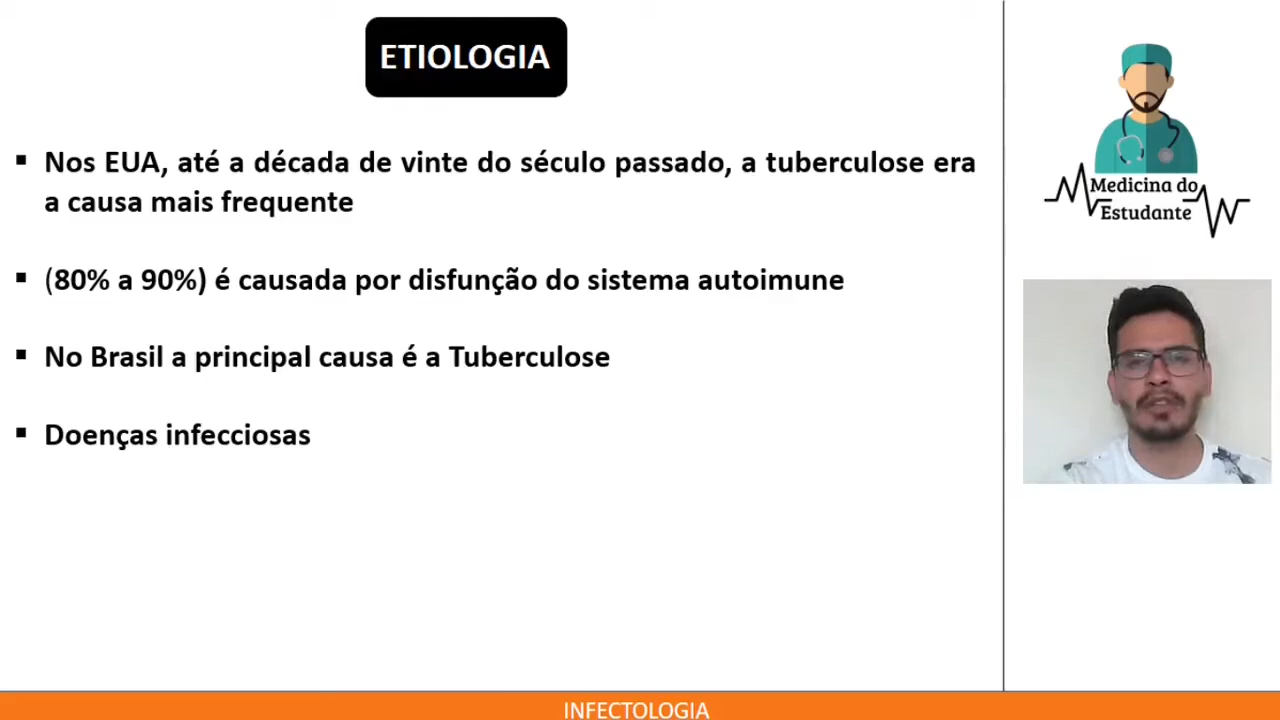 ETIOLOGIA
▪ Nos EUA, até a década de vinte do século passado, a tuberculose era
a causa mais frequente
▪ (80% a 90%) é causada por disfunção do sistema autoimune
▪ No Brasil a principal causa é a Tuberculose
▪ Doenças infecciosas
Medicina do
Estudante
INFECTOLOGIA